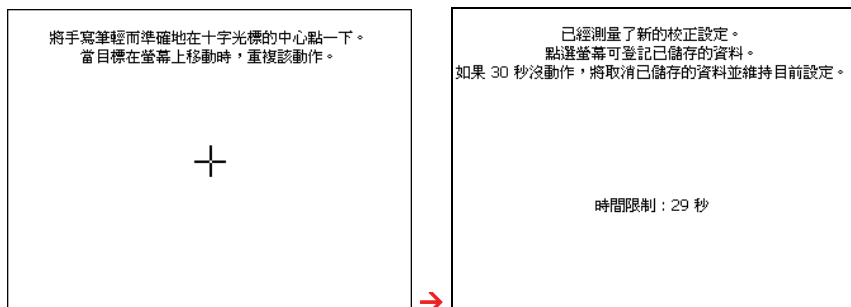 將手寫筆輕而準確地在十字光標的中心點一下。
當目標在螢幕上移動時，重複該動作。
已經測量了新的校正設定。
點選螢幕可登記已儲存的資料。
如果 30 秒沒動作，將取消已儲存的資料並維持目前設定。
時間限制：29 秒